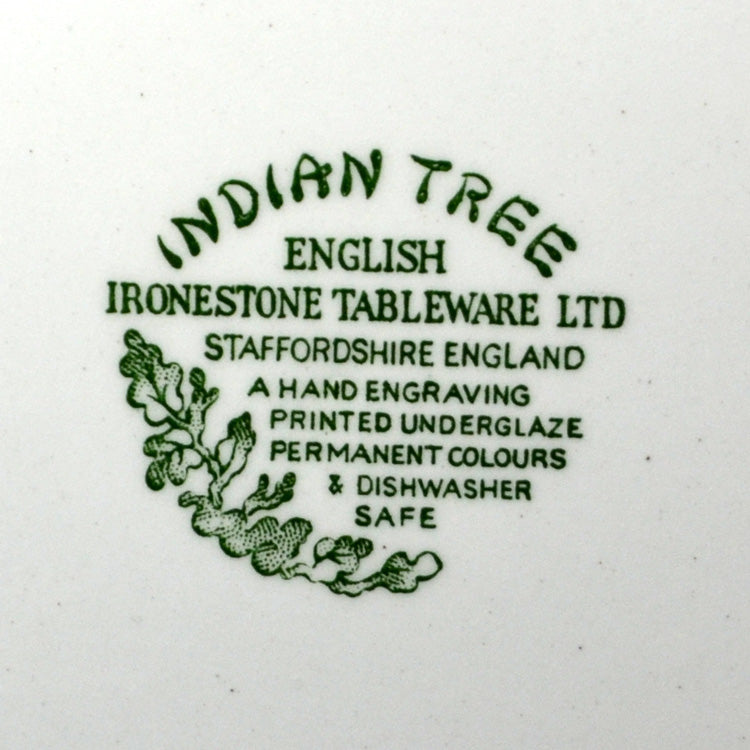 INDIAN TREE
ENGLISH
IRONESTONE TABLEWARE LTD
STAFFORDSHIRE ENGLAND
A HAND ENGRAVING
PRINTED UNDERGLAZE
PERMANENT COLOURS
& DISHWASHER
SAFE